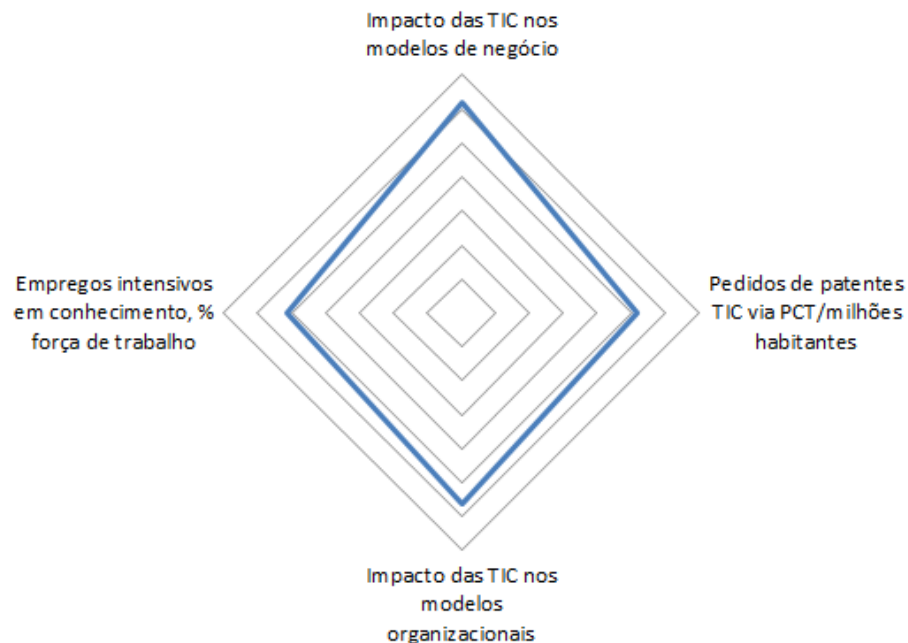 Impacto das TIC nos
modelos de negócio
Empregos intensivos
em conhecimento, %
força de trabalho
Pedidos de patentes
TIC via PCT/milhões
habitantes
Impacto das TIC nos
modelos
organizacionais